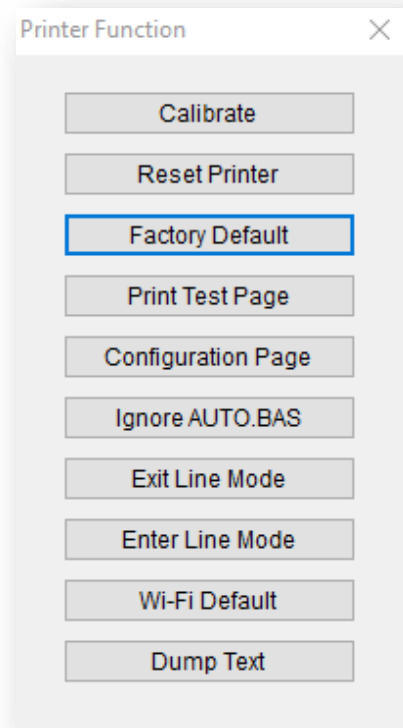 Printer Function
Calibrate
Reset Printer
Factory Default
Print Test Page
Configuration Page
Ignore AUTO.BAS
Exit Line Mode
Enter Line Mode
Wi-Fi Default
Dump Text